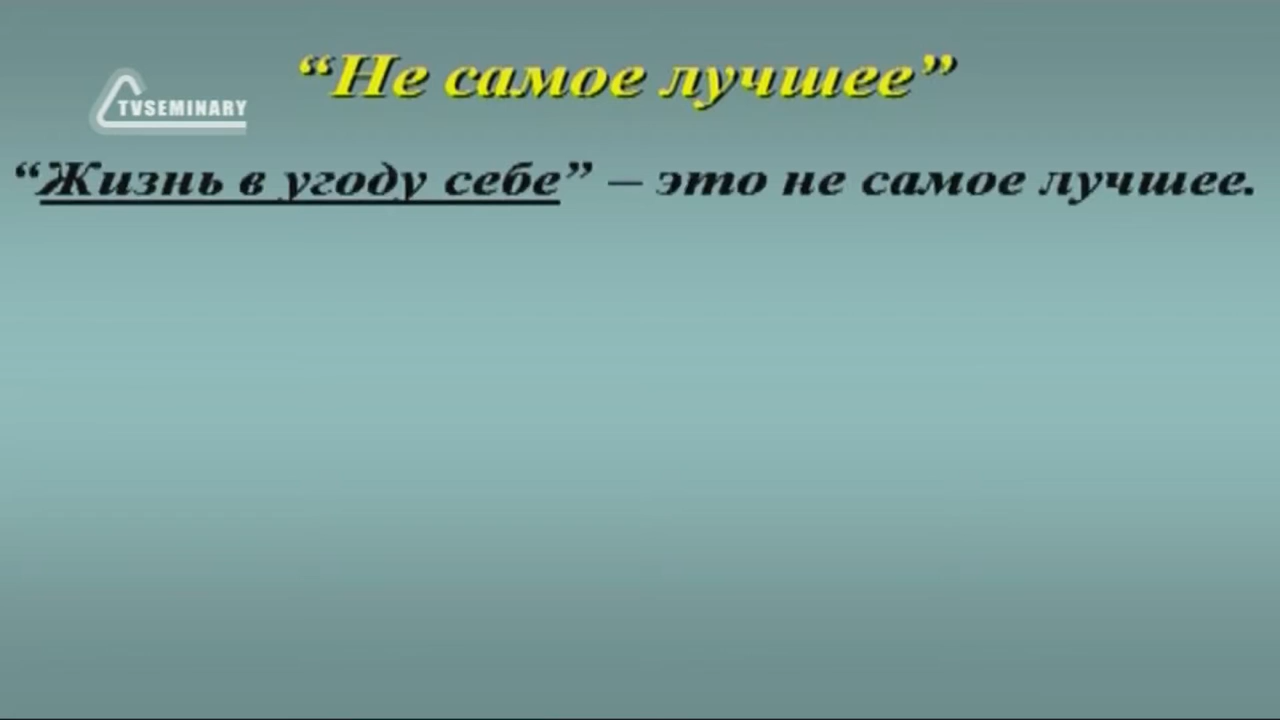 “Не самое лучшее”
TVSEMINARY
“Жизнь в угоду себе” – это не самое лучшее.